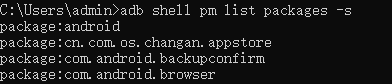 C:\Users\admin>adb shell pm list packages -s
package:android
package:cn.com.os.changan.appstore
package:com.android.backupconfirm
package:com.android.browser